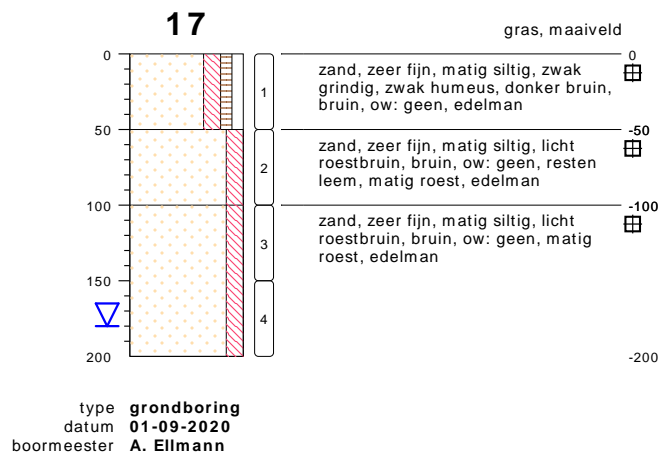 17
gras, maaiveld
0
50
100
150
200
1
2
3
4
zand, zeer fijn, matig siltig, zwak
grindig, zwak humeus, donker bruin,
bruin, ow: geen, edelman
zand, zeer fijn, matig siltig, licht
roestbruin, bruin, ow: geen, resten
leem, matig roest, edelman
zand, zeer fijn, matig siltig, licht
roestbruin, bruin, ow: geen, matig
roest, edelman
0
-50
-100
-200
type grondboring
datum 01-09-2020
boormeester A. Ellmann